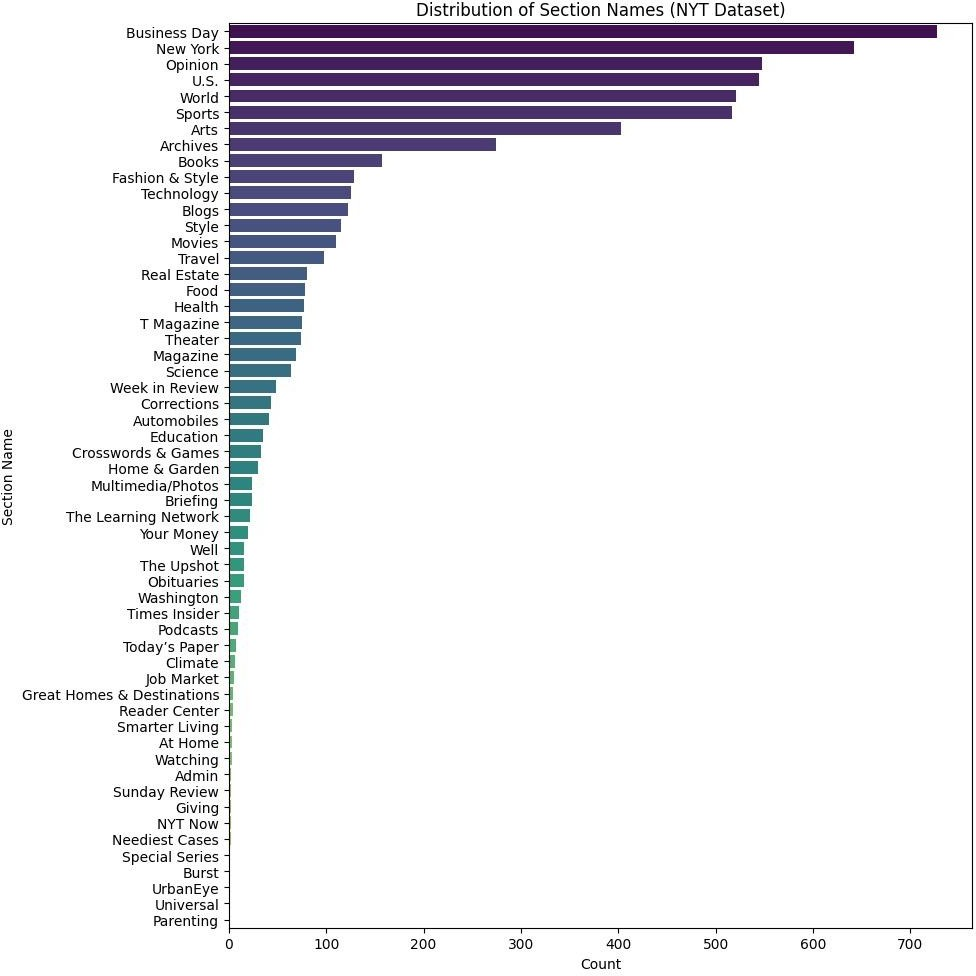 Distribution of Section Names (NYT Dataset)
Business Day
New York
Opinion
U.S.
World
Sports
Arts
Archives
Books
Fashion & Style
Technology
Blogs
Style
Movies
Travel
Real Estate
Food
Health
T Magazine
Theater
Magazine
Science
Week in Review
Corrections
Automobiles
Education
Crosswords & Games
Home & Garden
Multimedia/Photos
Briefing
The Learning Network
Your Money
Well
The Upshot
Obituaries
Washington
Times Insider
Podcasts
Today’s Paper
Climate
Job Market
Great Homes & Destinations
Reader Center
Smarter Living
At Home
Watching
Admin
Sunday Review
Giving
NYT Now
Neediest Cases
Special Series
Burst
UrbanEye
Universal
Parenting
Section Name
0 100 200 300 400 500 600 700
Count